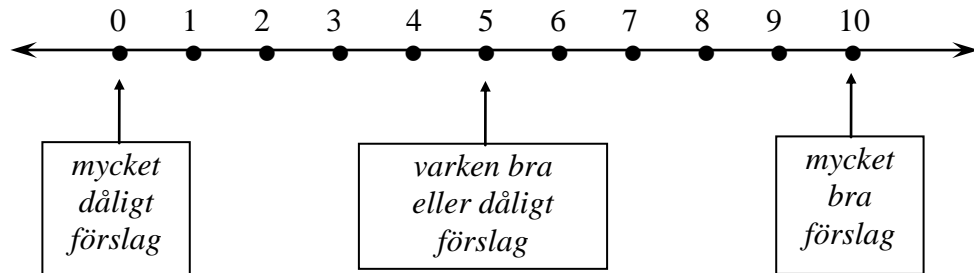 0 1 2 3 4 5 6 7 8 9 10
mycket
dåligt
förslag
varken bra
eller dåligt
förslag
mycket
bra
förslag